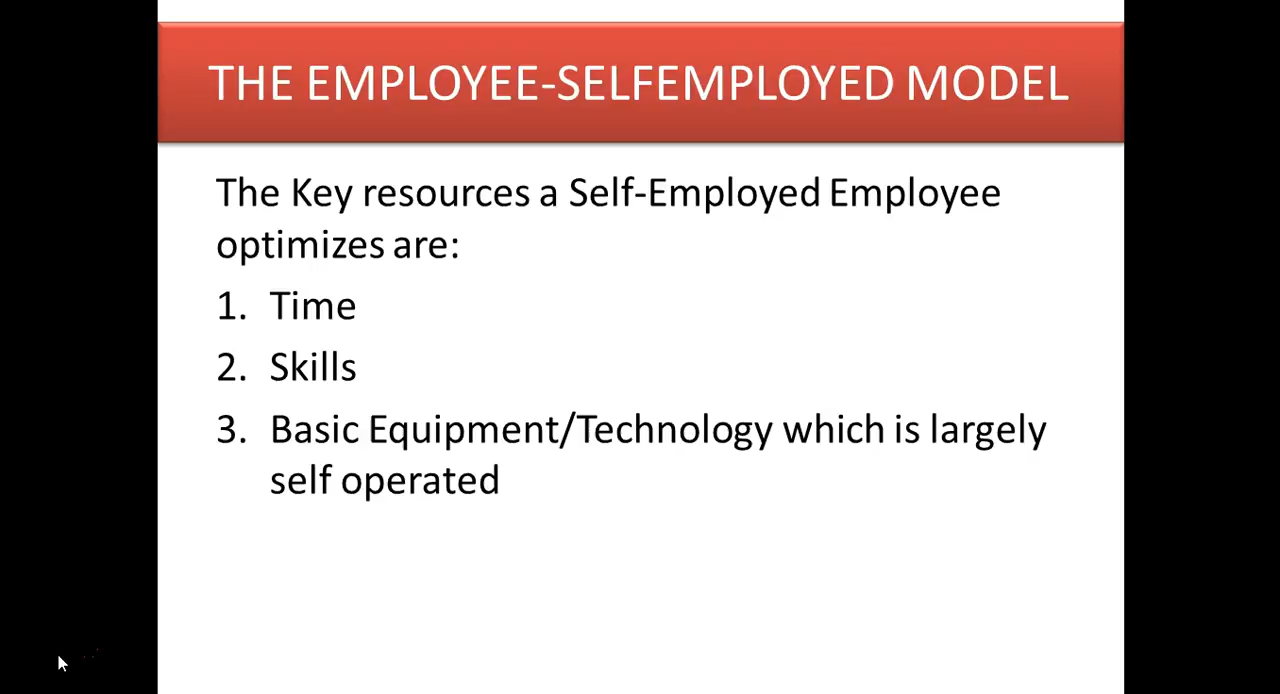 THE EMPLOYEE-SELFEMPLOYED MODEL
The Key resources a Self-Employed Employee
optimizes are:
1. Time
2. Skills
3. Basic Equipment/Technology which is largely
self operated